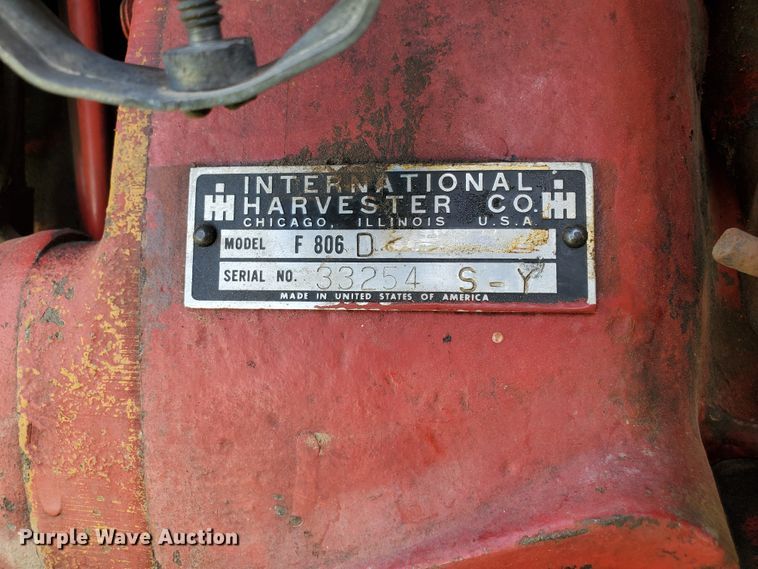 INTERNATIONAL
HARVESTER CO.
CHICAGO, ILLINOIS U.S.A.
MODEL F 806 D
SERIAL NO. 33254 S-Y
MADE IN UNITED STATES OF AMERICA
Purple Wave Auction